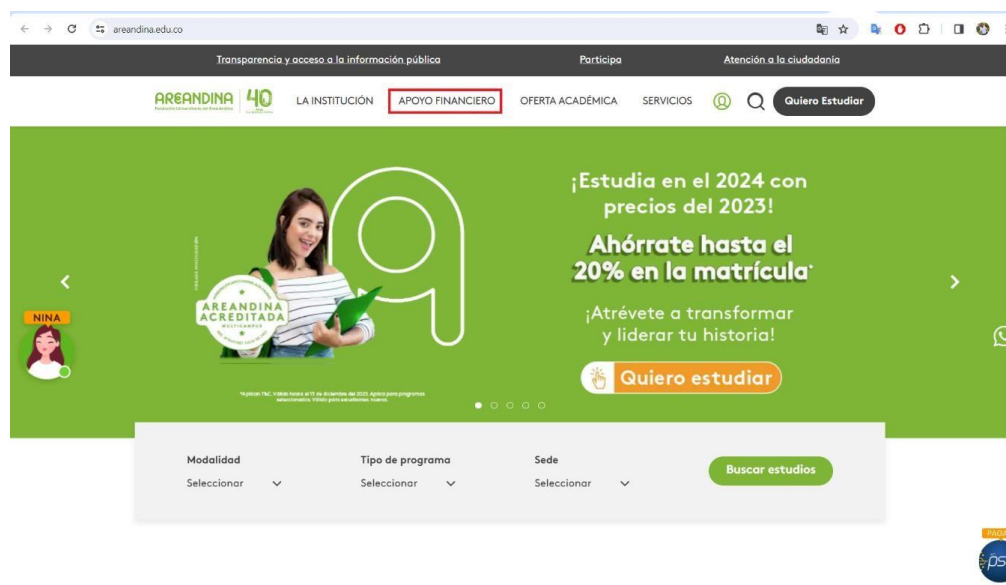 areandina.edu.co
Transparencia y acceso a la información pública
Participa
Atención a la ciudadanía
AREANDINA
40
LA INSTITUCIÓN
APOYO FINANCIERO
OFERTA ACADÉMICA
SERVICIOS
Quiero Estudiar
¡Estudia en el 2024 con
precios del 2023!
Ahórrate hasta el
20% en la matrícula*
¡Atrévete a transformar
y liderar tu historia!
Quiero estudiar
AREANDINA
ACREDITADA
MULTICAMPUS
NINA
Modalidad
Seleccionar
Tipo de programa
Seleccionar
Sede
Seleccionar
Buscar estudios